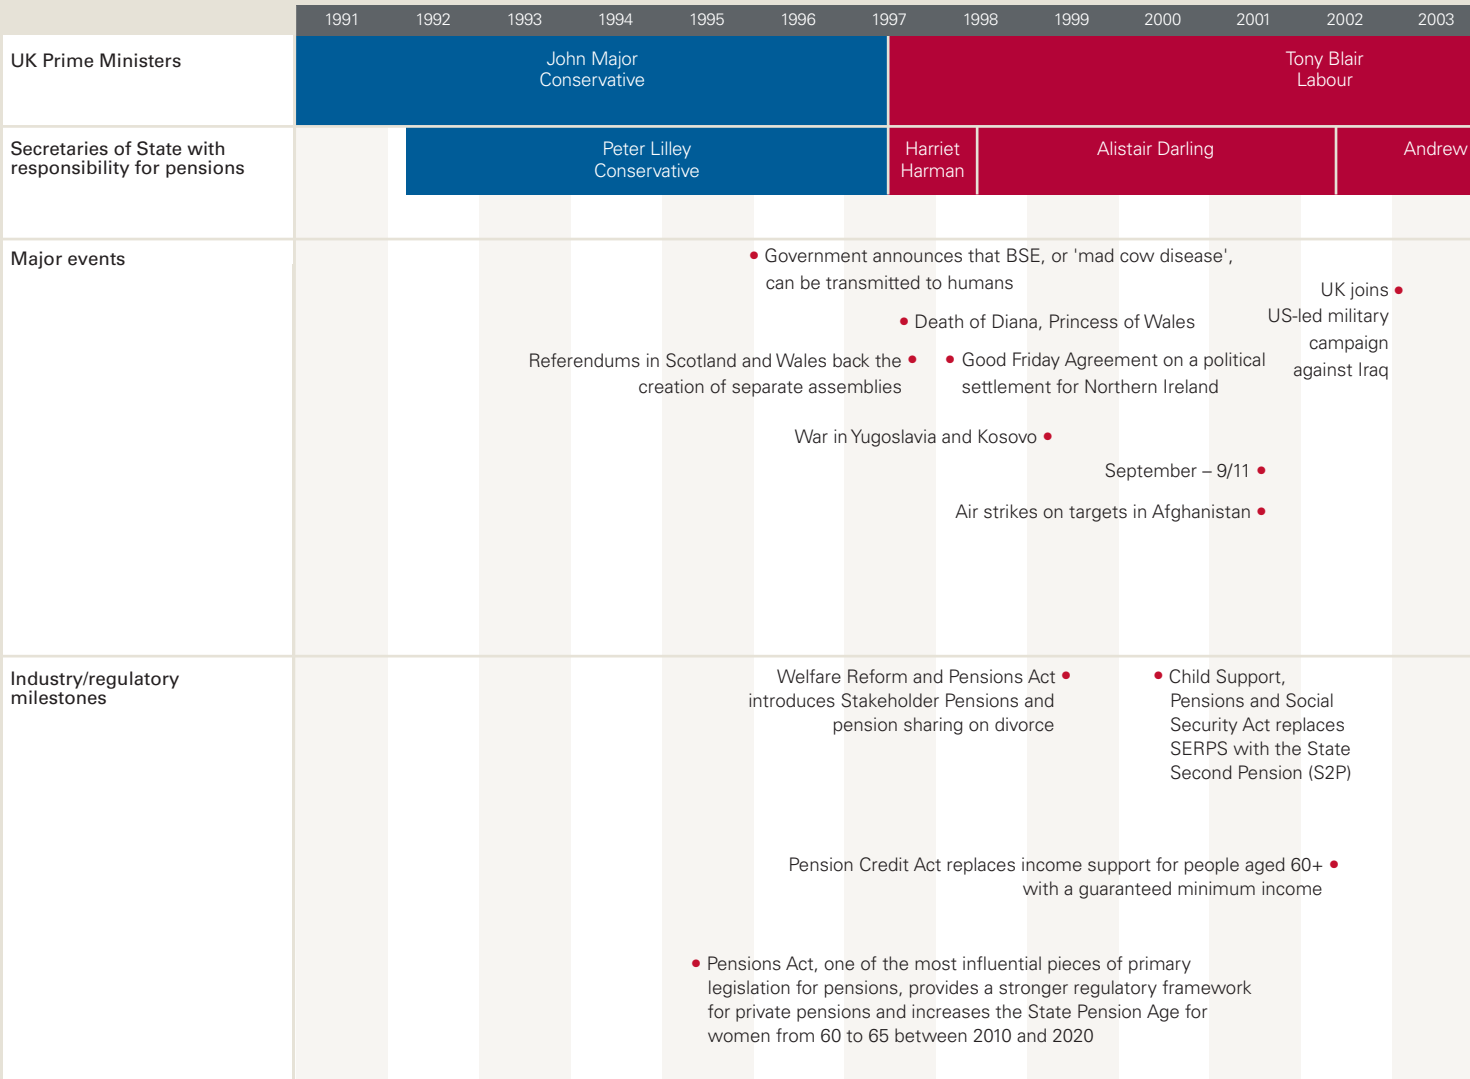 1991 1992 1993 1994 1995 1996 1997 1998 1999 2000 2001 2002 2003
UK Prime Ministers
John Major
Conservative
Tony Blair
Labour
Secretaries of State with
responsibility for pensions
Peter Lilley
Conservative
Harriet
Harman
Alistair Darling
Andrew
Major events
• Government announces that BSE, or 'mad cow disease',
can be transmitted to humans
UK joins •
US-led military
campaign
against Iraq
• Death of Diana, Princess of Wales
Referendums in Scotland and Wales back the •
creation of separate assemblies
• Good Friday Agreement on a political
settlement for Northern Ireland
War in Yugoslavia and Kosovo •
September – 9/11 •
Air strikes on targets in Afghanistan •
Industry/regulatory
milestones
Welfare Reform and Pensions Act •
introduces Stakeholder Pensions and
pension sharing on divorce
• Child Support,
Pensions and Social
Security Act replaces
SERPS with the State
Second Pension (S2P)
Pension Credit Act replaces income support for people aged 60+ •
with a guaranteed minimum income
• Pensions Act, one of the most influential pieces of primary
legislation for pensions, provides a stronger regulatory framework
for private pensions and increases the State Pension Age for
women from 60 to 65 between 2010 and 2020